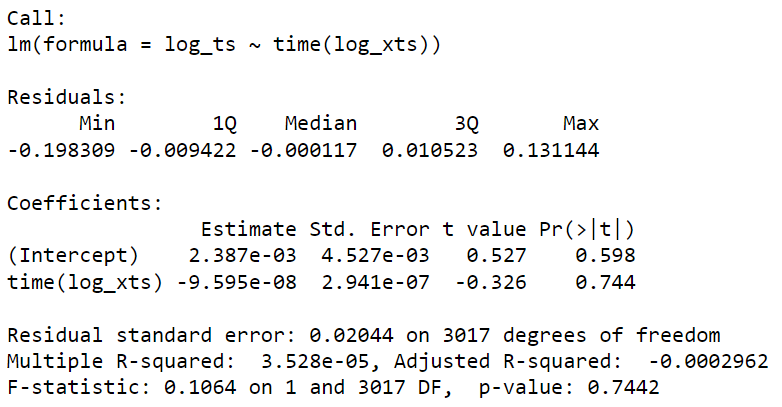 Call:
lm(formula = log_ts ~ time(log_xts))

Residuals:
      Min        1Q    Median        3Q       Max
-0.198309 -0.009422 -0.000117  0.010523  0.131144

Coefficients:
                Estimate Std. Error t value Pr(>|t|)
(Intercept)    2.387e-03  4.527e-03   0.527    0.598
time(log_xts) -9.595e-08  2.941e-07  -0.326    0.744

Residual standard error: 0.02044 on 3017 degrees of freedom
Multiple R-squared:  3.528e-05, Adjusted R-squared:  -0.0002962
F-statistic: 0.1064 on 1 and 3017 DF,  p-value: 0.7442